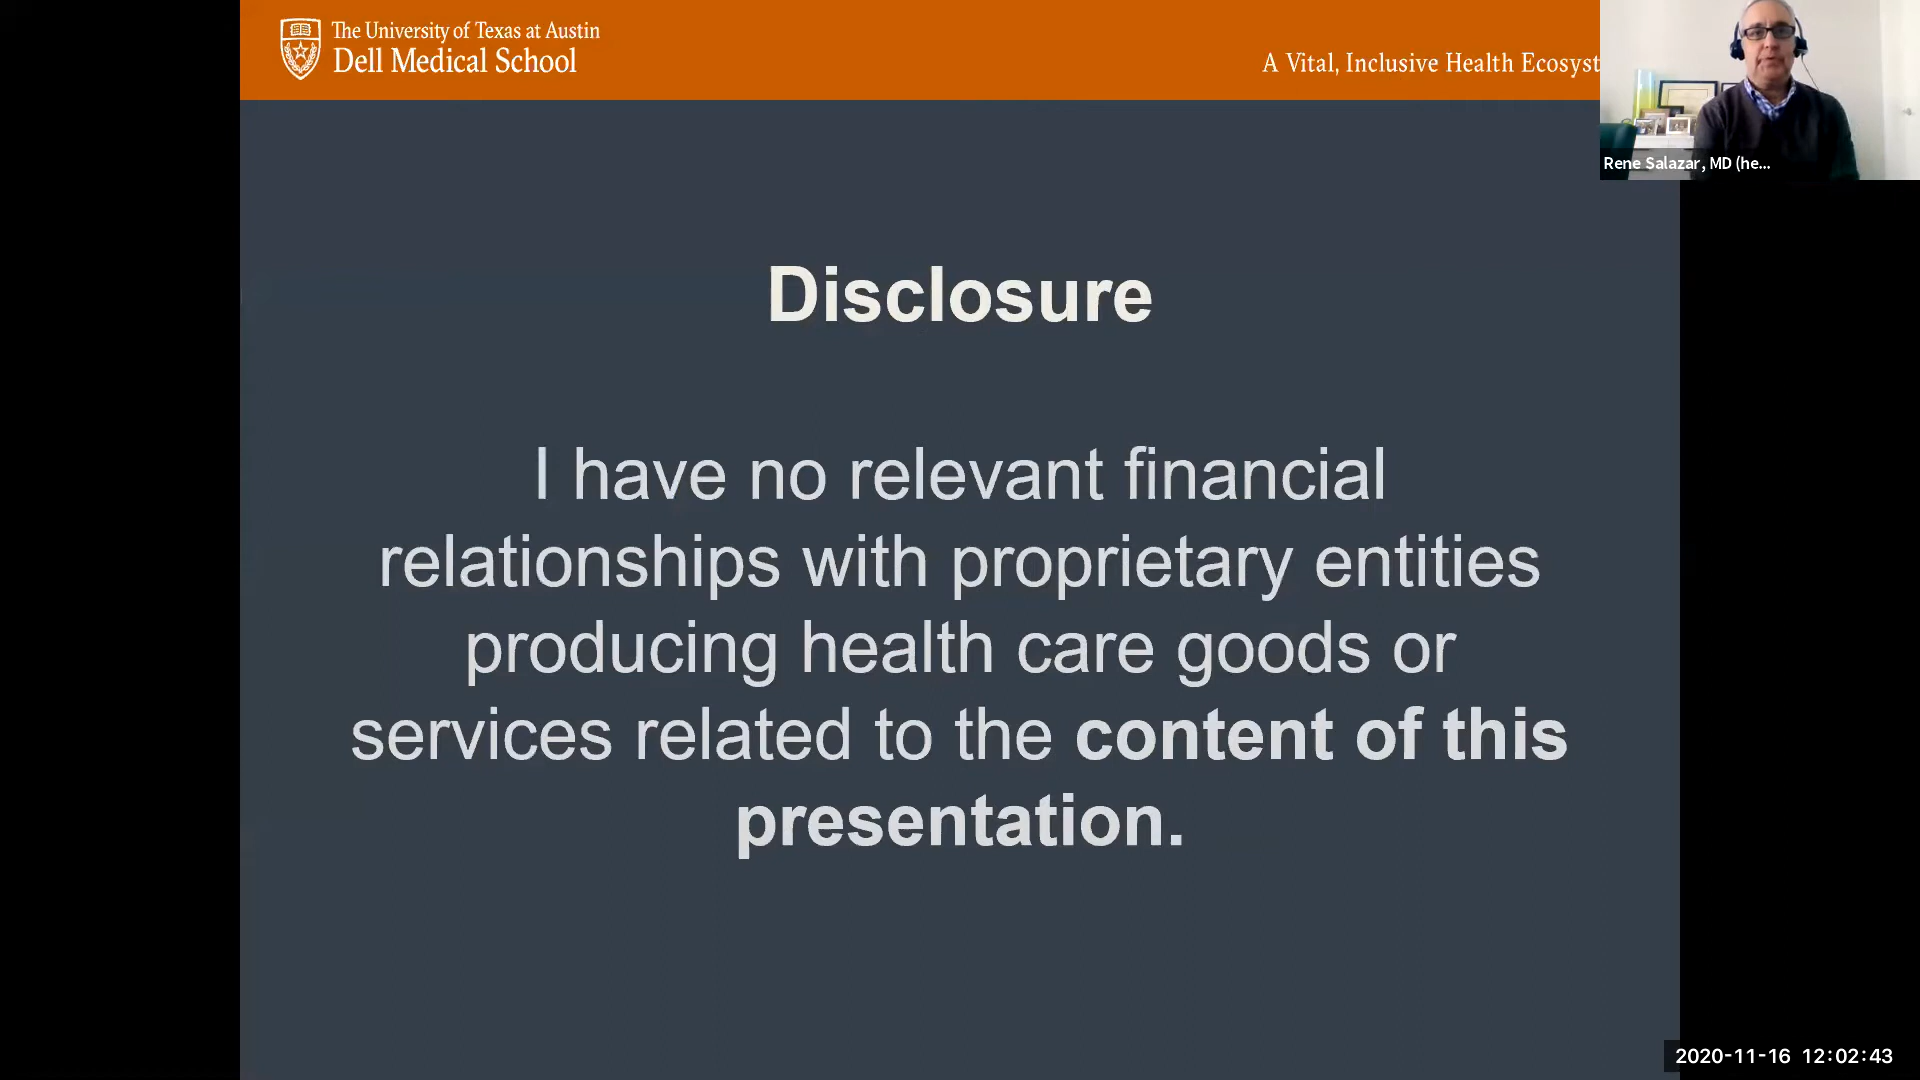 The University of Texas at Austin
Dell Medical School
A Vital, Inclusive Health Ecosyst
Rene Salazar, MD (he...
Disclosure
I have no relevant financial
relationships with proprietary entities
producing health care goods or
services related to the content of this
presentation.
2020-11-16 12:02:43